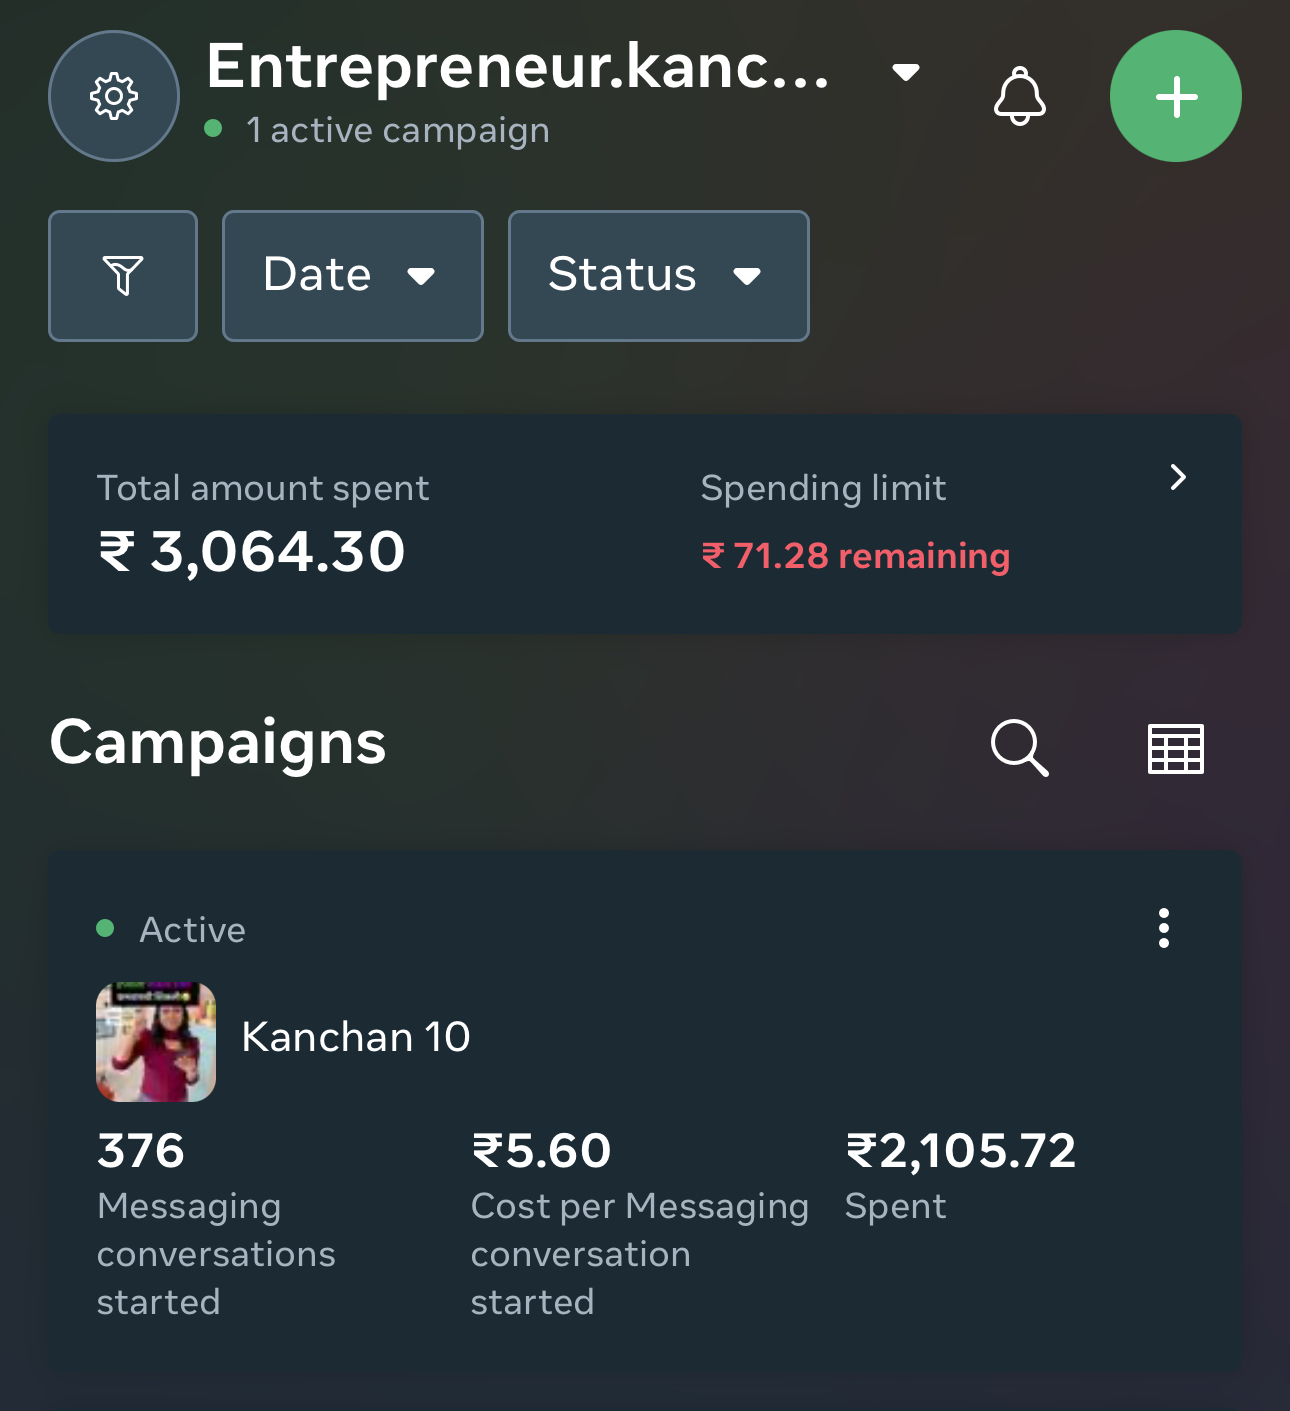 Entrepreneur.kanc...
1 active campaign
Date
Status
Total amount spent
Spending limit
₹ 3,064.30
₹ 71.28 remaining
Campaigns
Active
Kanchan 10
376
₹5.60
₹2,105.72
Messaging
Cost per Messaging
Spent
conversations
conversation
started
started